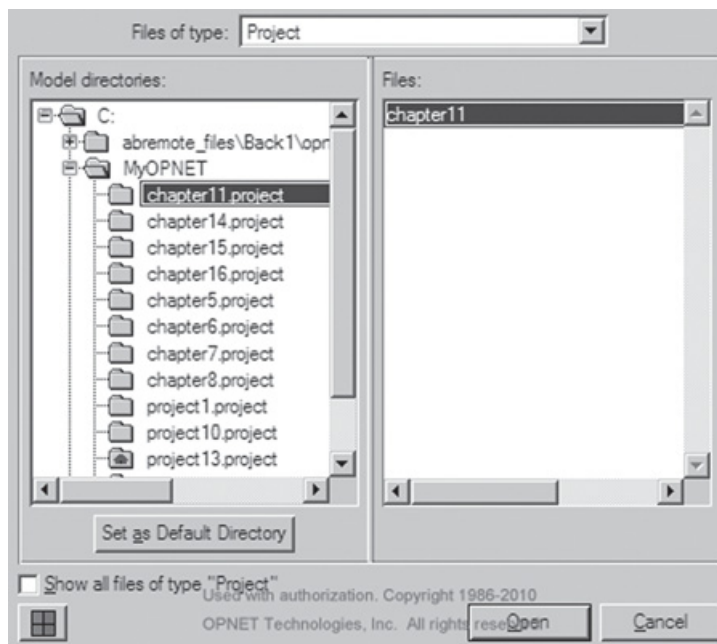 Files of type: Project
Model directories:
C:
abremote_files\Back1\opr
MyOPNET
chapter11.project
chapter14.project
chapter15.project
chapter16.project
chapter5.project
chapter6.project
chapter7.project
chapter8.project
project1.project
project10.project
project13.project
Set as Default Directory
Files:
chapter11
Show all files of type "Project"
Used with authorization. Copyright 1986-2010
OPNET Technologies, Inc. All rights reserved
Open
Cancel